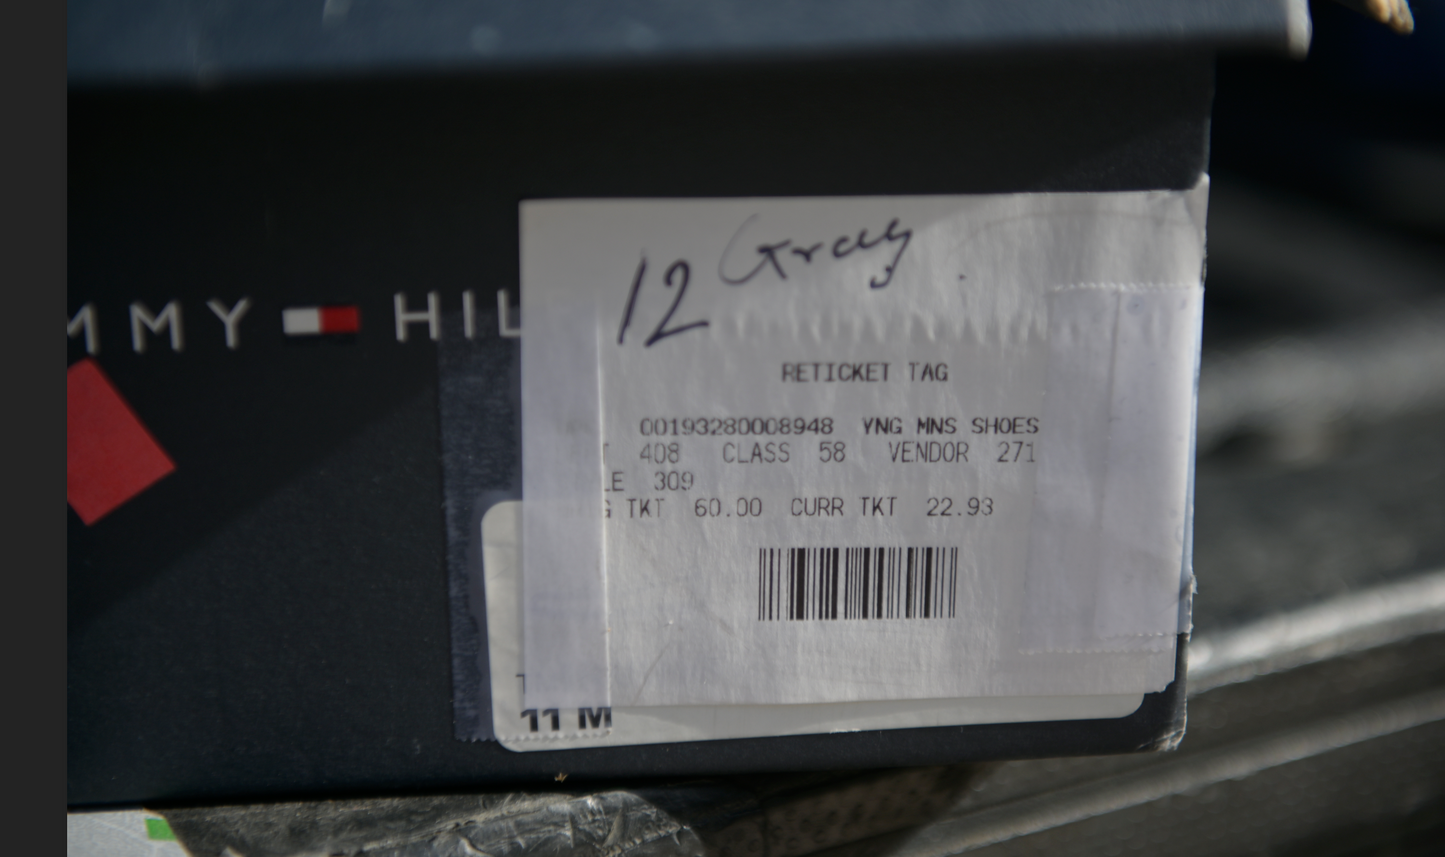 MMY HIL
12 Gray
RETICKET TAG
00193280008948 YNG MNS SHOES
T 408 CLASS 58 VENDOR 271
LE 309
G TKT 60.00 CURR TKT 22.93
11 M